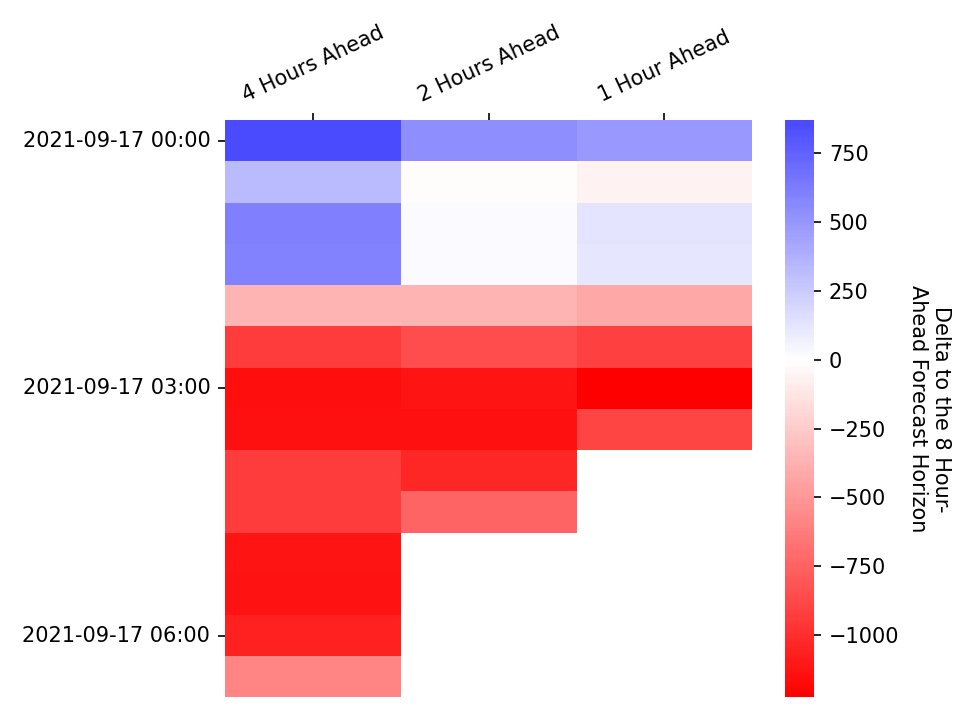 4 Hours Ahead
2 Hours Ahead
1 Hour Ahead
2021-09-17 00:00
2021-09-17 03:00
2021-09-17 06:00
750
500
250
0
−250
−500
−750
−1000
Delta to the 8 Hour-
Ahead Forecast Horizon